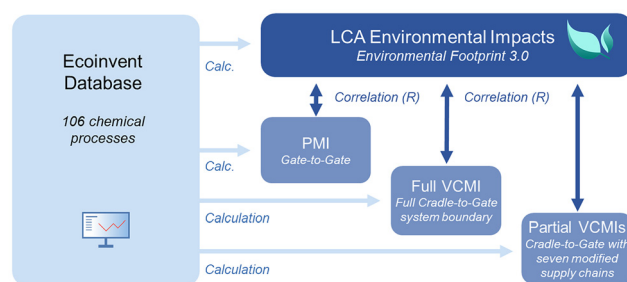 Ecoinvent
Database
106 chemical
processes
LCA Environmental Impacts
Environmental Footprint 3.0
Calc.
Correlation (R)
Correlation (R)
PMI
Gate-to-Gate
Calc.
Full VCMI
Full Cradle-to-Gate
system boundary
Calculation
Partial VCMIs
Cradle-to-Gate with
seven modified
supply chains
Calculation